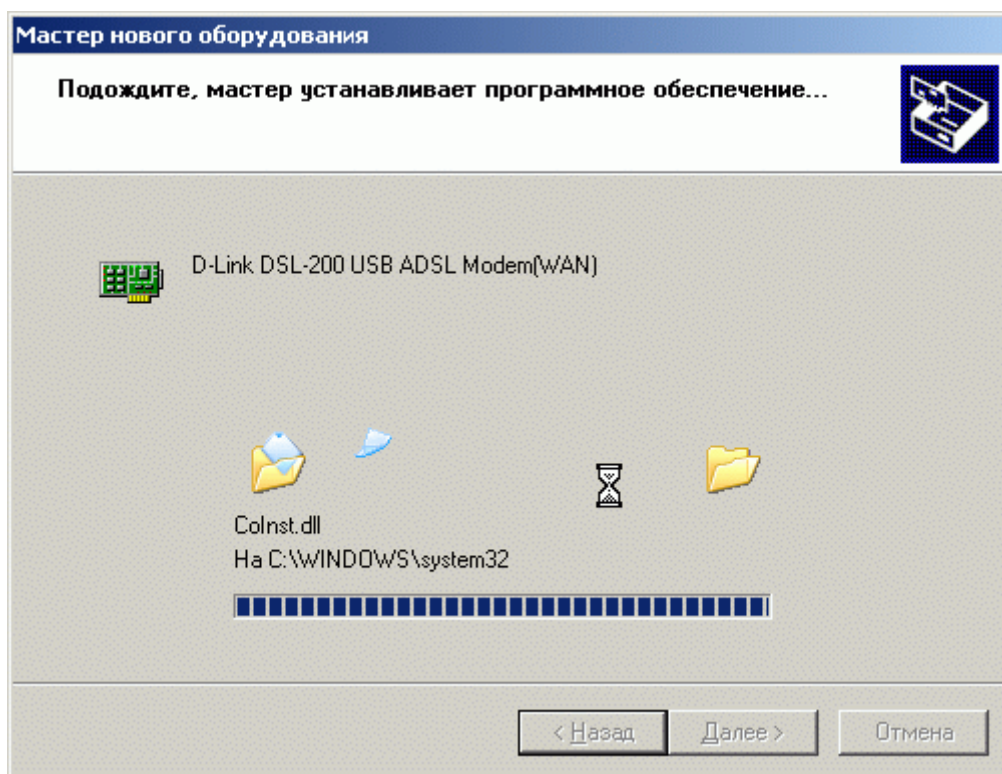 Мастер нового оборудования
Подождите, мастер устанавливает программное обеспечение...
D-Link DSL-200 USB ADSL Modem(WAN)
CoInst.dll
На C:\WINDOWS\system32
< Назад
Далее >
Отмена